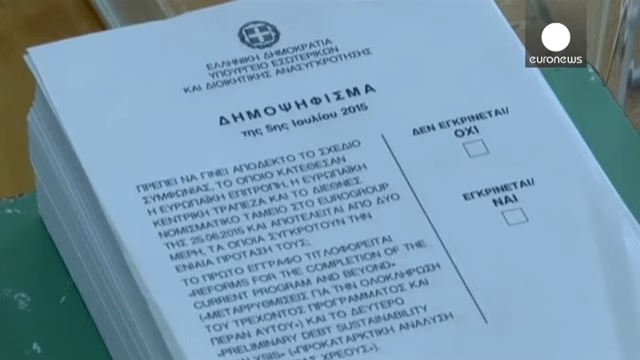 euronews.
ΕΛΛΗΝΙΚΗ ΔΗΜΟΚΡΑΤΙΑ
ΥΠΟΥΡΓΕΙΟ ΕΣΩΤΕΡΙΚΩΝ
ΚΑΙ ΔΙΟΙΚΗΤΙΚΗΣ ΑΝΑΣΥΓΚΡΟΤΗΣΗΣ
ΔΗΜΟΨΗΦΙΣΜΑ
της 5ης Ιουλίου 2015
ΠΡΕΠΕΙ ΝΑ ΓΙΝΕΙ ΑΠΟΔΕΚΤΟ ΤΟ ΣΧΕΔΙΟ
ΣΥΜΦΩΝΙΑΣ, ΤΟ ΟΠΟΙΟ ΚΑΤΕΘΕΣΑΝ
Η ΕΥΡΩΠΑΪΚΗ ΕΠΙΤΡΟΠΗ, Η ΕΥΡΩΠΑΪΚΗ
ΚΕΝΤΡΙΚΗ ΤΡΑΠΕΖΑ ΚΑΙ ΤΟ ΔΙΕΘΝΕΣ
ΝΟΜΙΣΜΑΤΙΚΟ ΤΑΜΕΙΟ ΣΤΟ EUROGROUP
ΤΗΣ 25.06.2015 ΚΑΙ ΑΠΟΤΕΛΕΙΤΑΙ ΑΠΟ ΔΥΟ
ΜΕΡΗ, ΤΑ ΟΠΟΙΑ ΣΥΓΚΡΟΤΟΥΝ ΤΗΝ
ΕΝΙΑΙΑ ΠΡΟΤΑΣΗ ΤΟΥΣ;
ΤΟ ΠΡΩΤΟ ΕΓΓΡΑΦΟ ΤΙΤΛΟΦΟΡΕΙΤΑΙ
«REFORMS FOR THE COMPLETION OF THE
CURRENT PROGRAM AND BEYOND»
(«ΜΕΤΑΡΡΥΘΜΙΣΕΙΣ ΓΙΑ ΤΗΝ ΟΛΟΚΛΗΡΩΣΗ
ΤΟΥ ΤΡΕΧΟΝΤΟΣ ΠΡΟΓΡΑΜΜΑΤΟΣ ΚΑΙ
ΠΕΡΑΝ ΑΥΤΟΥ») ΚΑΙ ΤΟ ΔΕΥΤΕΡΟ
«PRELIMINARY DEBT SUSTAINABILITY
ANALYSIS» («ΠΡΟΚΑΤΑΡΚΤΙΚΗ ΑΝΑΛΥΣΗ
ΧΡΕΟΥΣ»).
ΔΕΝ ΕΓΚΡΙΝΕΤΑΙ/
ΟΧΙ
ΕΓΚΡΙΝΕΤΑΙ/
ΝΑΙ